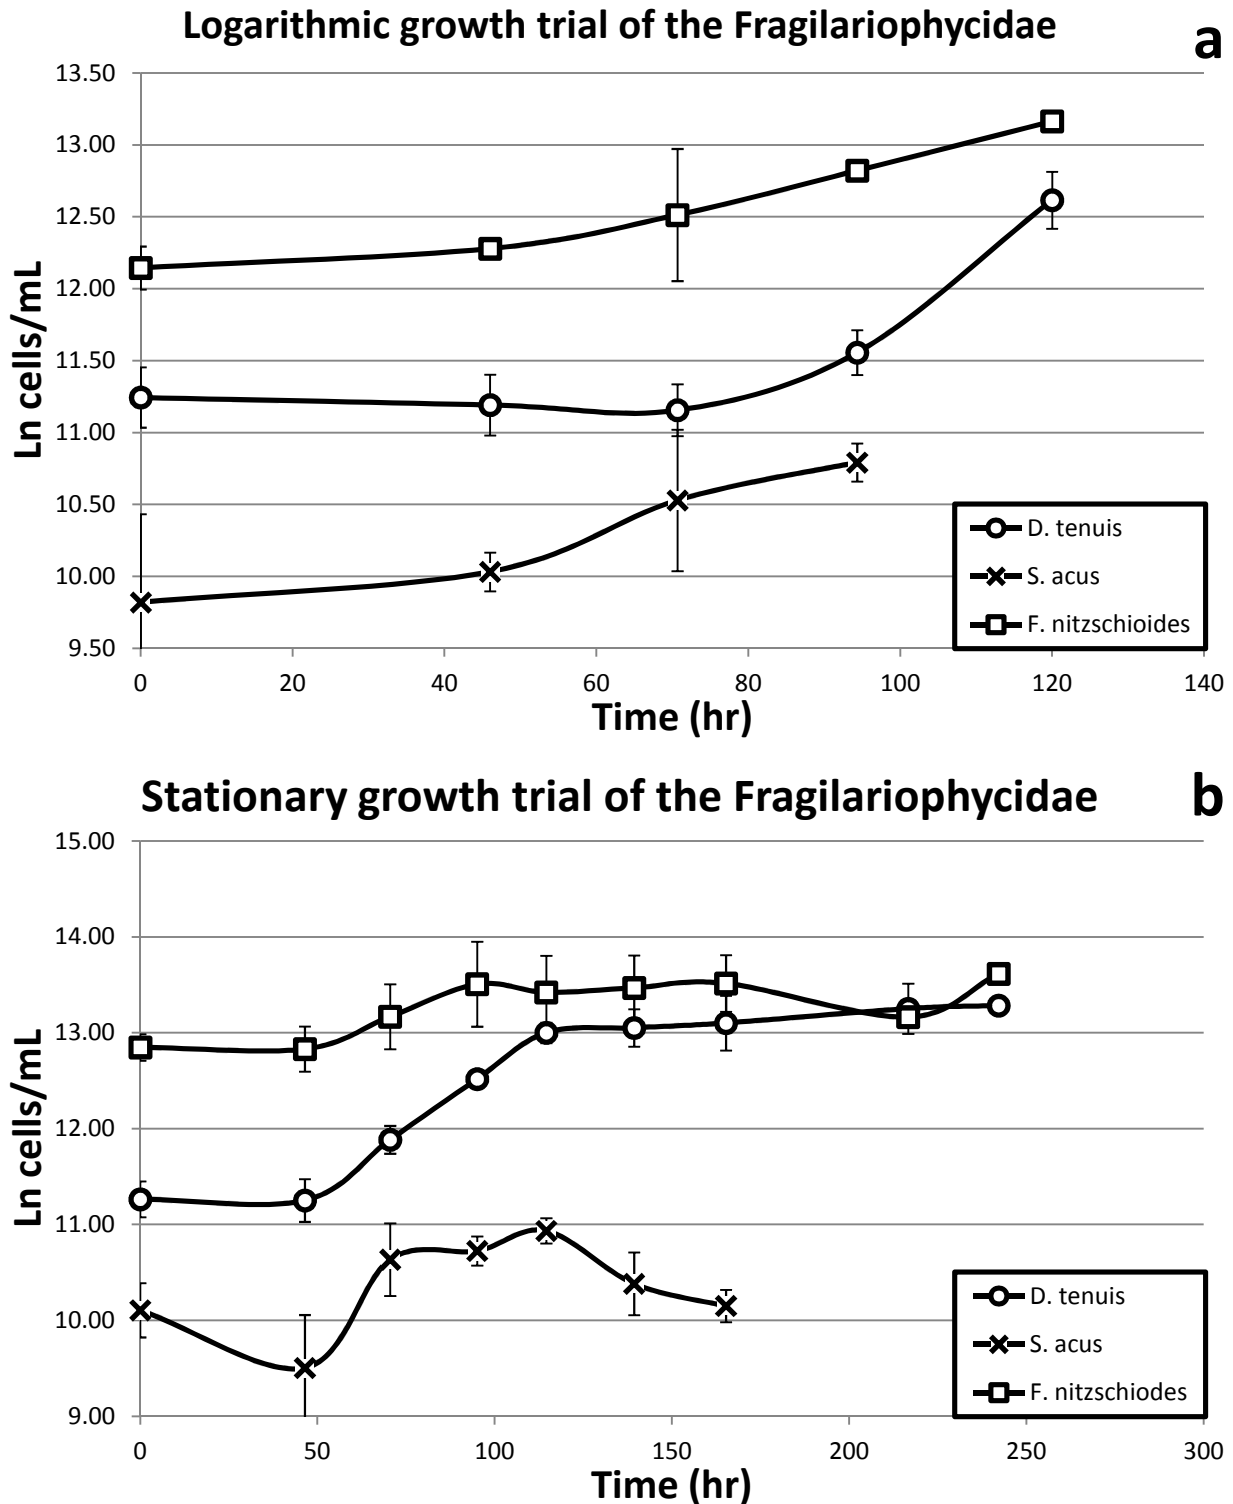 Logarithmic growth trial of the Fragilariophycidae
a
13.50
13.00
12.50
12.00
11.50
11.00
10.50
10.00
9.50
Ln cells/mL
0 20 40 60 80 100 120 140
Time (hr)
D. tenuis
S. acus
F. nitzschioides
Stationary growth trial of the Fragilariophycidae
b
15.00
14.00
13.00
12.00
11.00
10.00
9.00
Ln cells/mL
0 50 100 150 200 250 300
Time (hr)
D. tenuis
S. acus
F. nitzschiodes